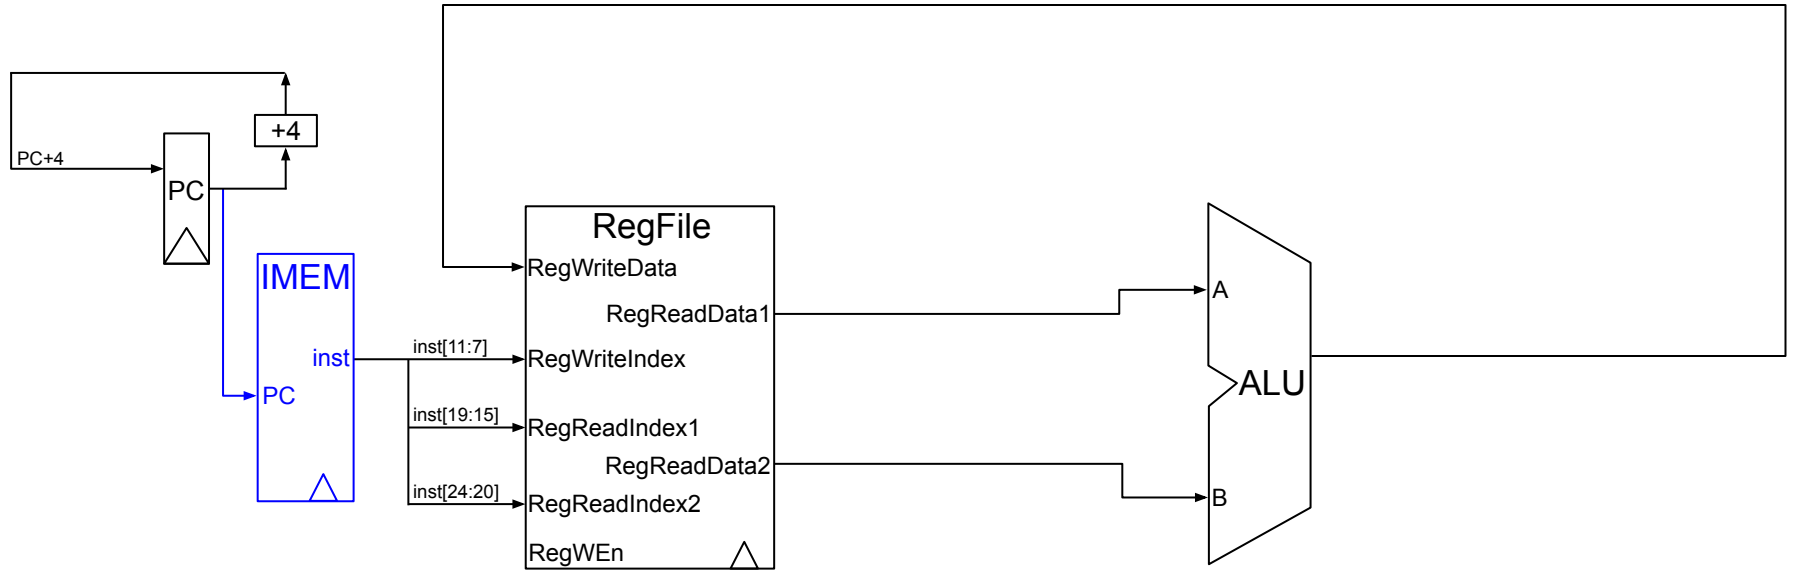 +4
PC+4
PC
RegFile
IMEM
RegWriteData
A
RegReadData1
inst[11:7]
inst
RegWriteIndex
ALU
PC
inst[19:15]
RegReadIndex1
RegReadData2
inst[24:20]
RegReadIndex2
B
RegWEn